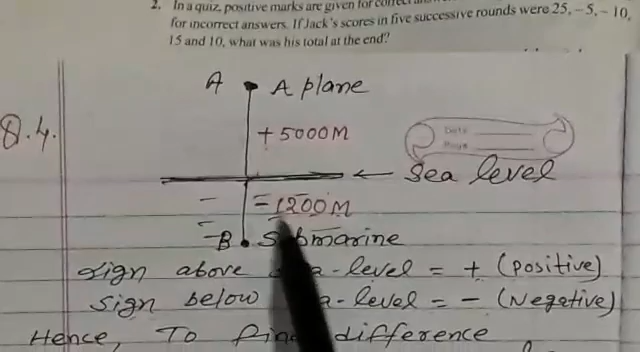 2. In a quiz, positive marks are given for correct
for incorrect answers. If Jack's scores in five successive rounds were 25, – 5, – 10,
15 and 10, what was his total at the end?
A A plane
Q.4. +5000M
Date
Sea level
- 1200M
B Submarine
Sign above -level = + (Positive)
Sign below -level = - (Negative)
Hence, To find difference